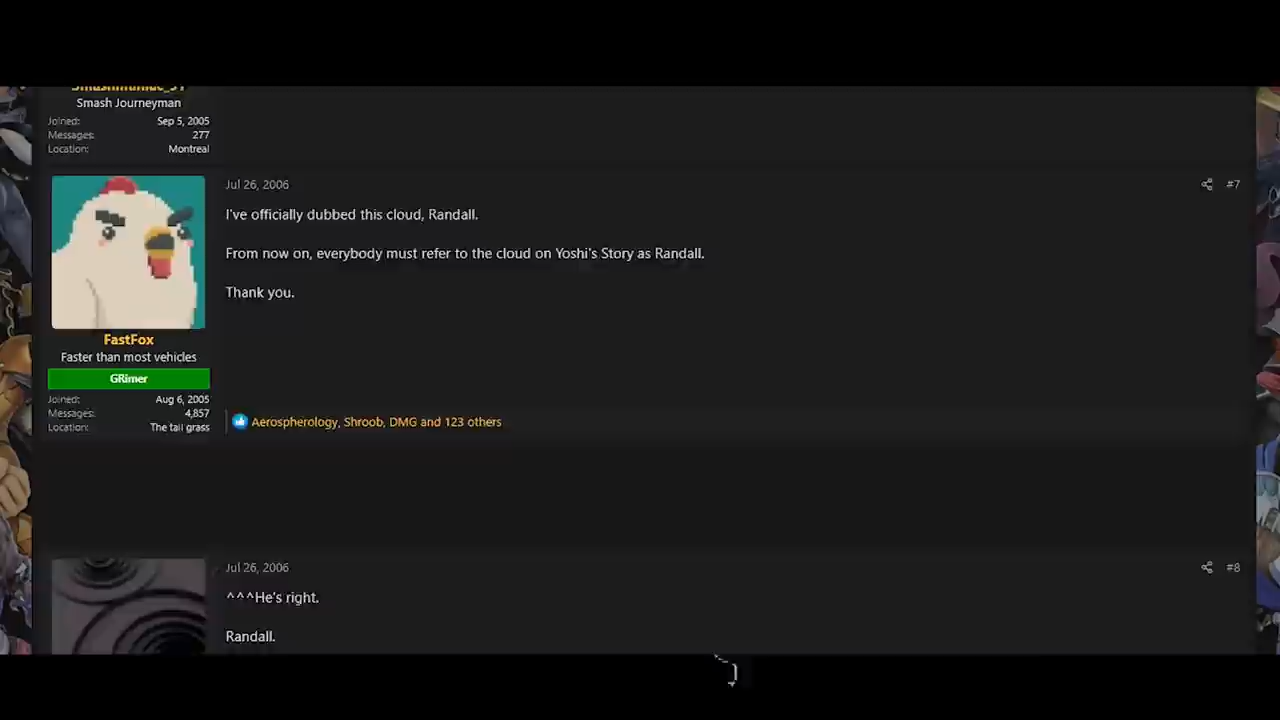 Smash Journeyman
Joined: Sep 5, 2005
Messages: 277
Location: Montreal
Jul 26, 2006 #7
I've officially dubbed this cloud, Randall.
From now on, everybody must refer to the cloud on Yoshi's Story as Randall.
Thank you.
FastFox
Faster than most vehicles
GRimer
Joined: Aug 6, 2005
Messages: 4,857
Location: The tall grass
Aerospherology, Shroob, DMG and 123 others
Jul 26, 2006 #8
^^^He's right.
Randall.